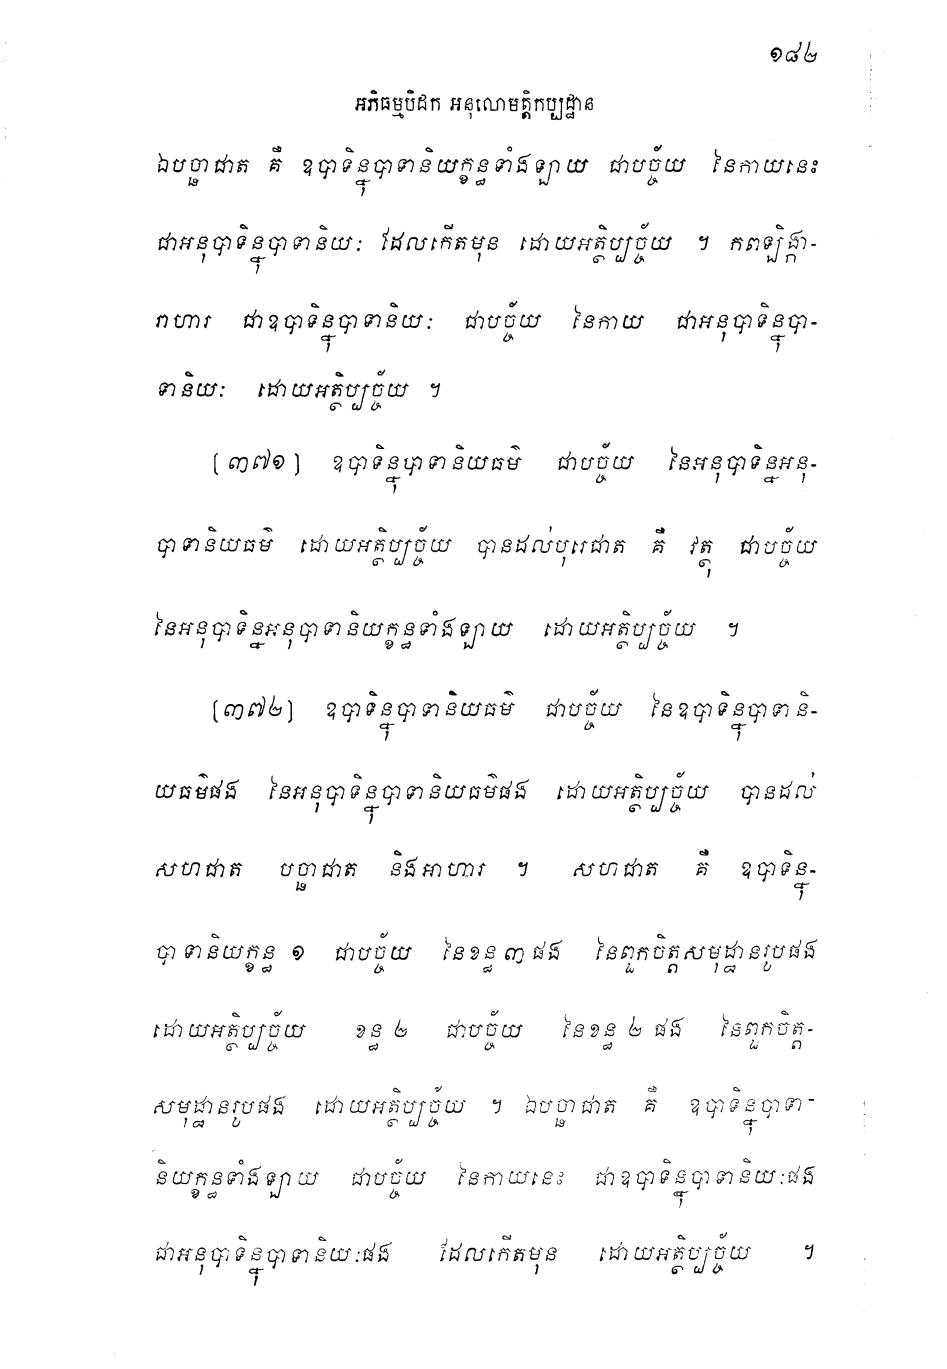 ១៨២
អភិធម្មបិដក អនុលោមត្តិកប្បដ្ឋាន
ឯបច្ឆាជាត គឺ ឧបាទិន្នុបាទានិយក្ខន្ធទាំងឡាយ ជាបច្ច័យ នៃកាយនេះ
ជាអនុបាទិន្នុបាទានិយៈ ដែលកើតមុន ដោយអត្ថិប្បច្ច័យ ។ កពឡិង្ការ-
រាហារ ជាឧបាទិន្នុបាទានិយៈ ជាបច្ច័យ នៃកាយ ជាអនុបាទិន្នុបា-
ទានិយៈ ដោយអត្ថិប្បច្ច័យ ។
[៣៧១] ឧបាទិន្នុបាទានិយធម៌ ជាបច្ច័យ នៃអនុបាទិន្នអនុ-
បាទានិយធម៌ ដោយអត្ថិប្បច្ច័យ បានដល់បុរេជាត គឺ វត្ថុ ជាបច្ច័យ
នៃអនុបាទិន្នអនុបាទានិយក្ខន្ធទាំងឡាយ ដោយអត្ថិប្បច្ច័យ ។
[៣៧២] ឧបាទិន្នុបាទានិយធម៌ ជាបច្ច័យ នៃឧបាទិន្នុបាទានិ-
យធម៌ផង នៃអនុបាទិន្នុបាទានិយធម៌ផង ដោយអត្ថិប្បច្ច័យ បានដល់
សហជាត បច្ឆាជាត និងអាហារ ។ សហជាត គឺ ឧបាទិន្នុ-
បាទានិយក្ខន្ធ ១ ជាបច្ច័យ នៃខន្ធ ៣ ផង នៃពួកចិត្តសមុដ្ឋានរូបផង
ដោយអត្ថិប្បច្ច័យ ខន្ធ ២ ជាបច្ច័យ នៃខន្ធ ២ ផង នៃពួកចិត្ត-
សមុដ្ឋានរូបផង ដោយអត្ថិប្បច្ច័យ ។ ឯបច្ឆាជាត គឺ ឧបាទិន្នុបាទា-
និយក្ខន្ធទាំងឡាយ ជាបច្ច័យ នៃកាយនេះ ជាឧបាទិន្នុបាទានិយៈផង
ជាអនុបាទិន្នុបាទានិយៈផង ដែលកើតមុន ដោយអត្ថិប្បច្ច័យ ។